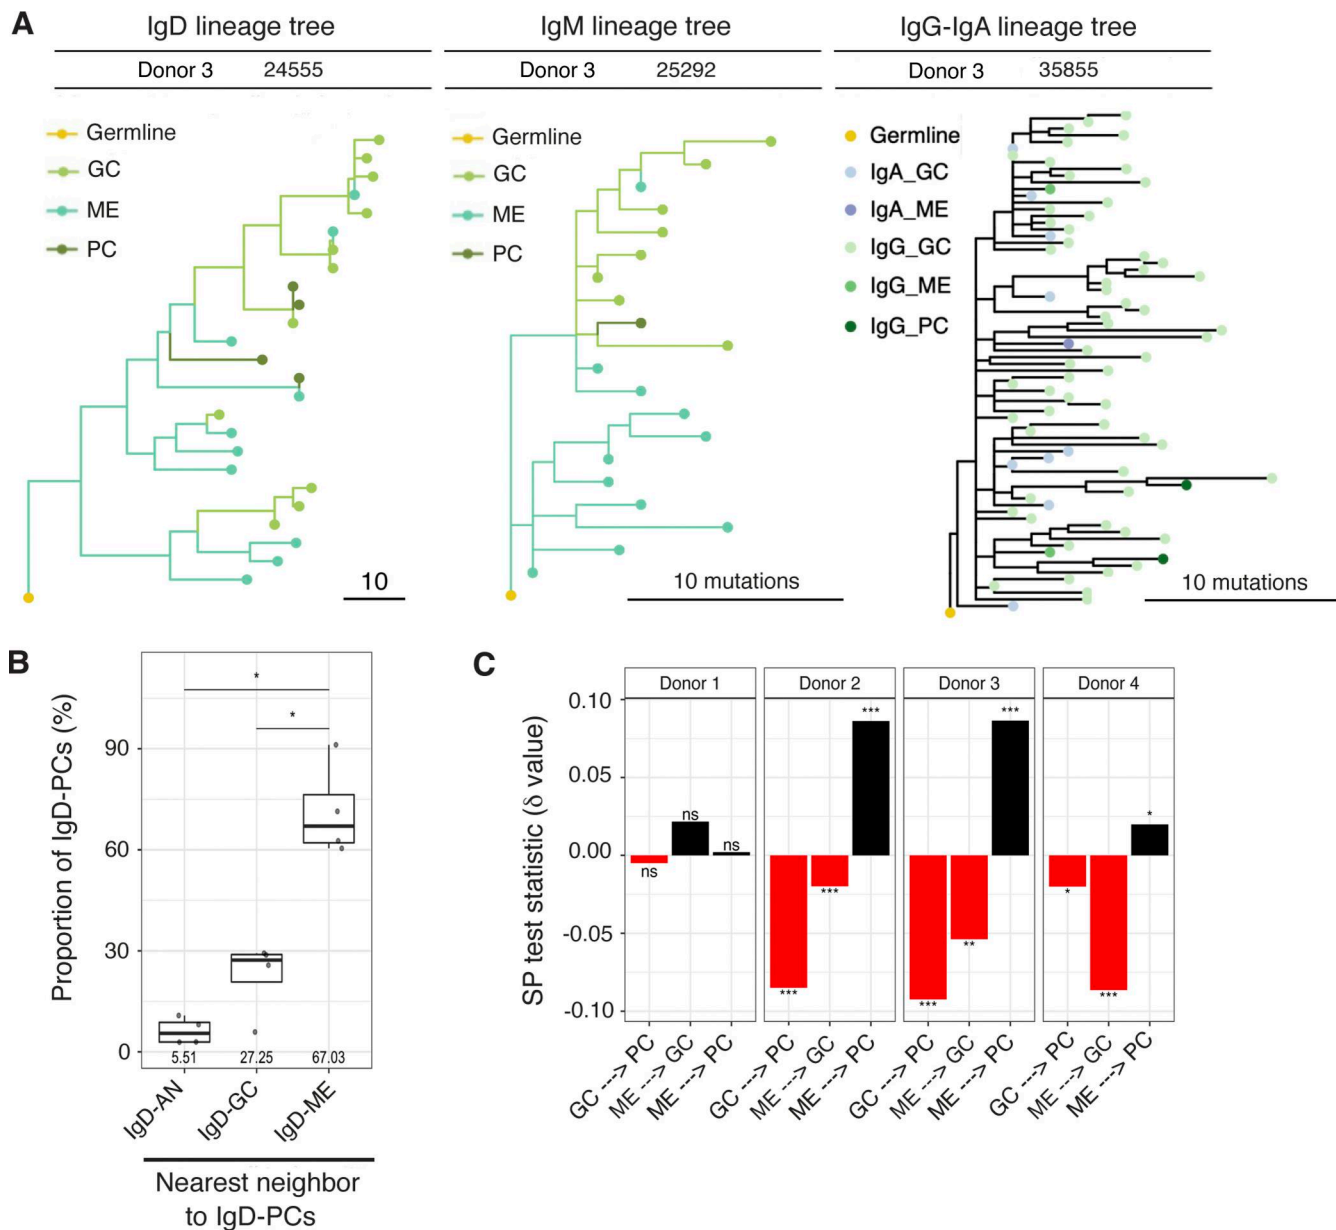 A
IgD lineage tree
Donor 3 24555
Germline
GC
ME
PC
10
IgM lineage tree
Donor 3 25292
Germline
GC
ME
PC
10 mutations
IgG-IgA lineage tree
Donor 3 35855
Germline
IgA_GC
IgA_ME
IgG_GC
IgG_ME
IgG_PC
10 mutations
B
Proportion of IgD-PCs (%)
90
60
30
0
*
*
5.51 27.25 67.03
IgD-AN
IgD-GC
IgD-ME
Nearest neighbor
to IgD-PCs
C
SP test statistic (δ value)
0.10
0.05
0.00
-0.05
-0.10
Donor 1
ns
ns
ns
GC ---> PC
ME ---> GC
ME ---> PC
Donor 2
***
***
***
GC ---> PC
ME ---> GC
ME ---> PC
Donor 3
***
**
***
GC ---> PC
ME ---> GC
ME ---> PC
Donor 4
*
***
*
GC ---> PC
ME ---> GC
ME ---> PC